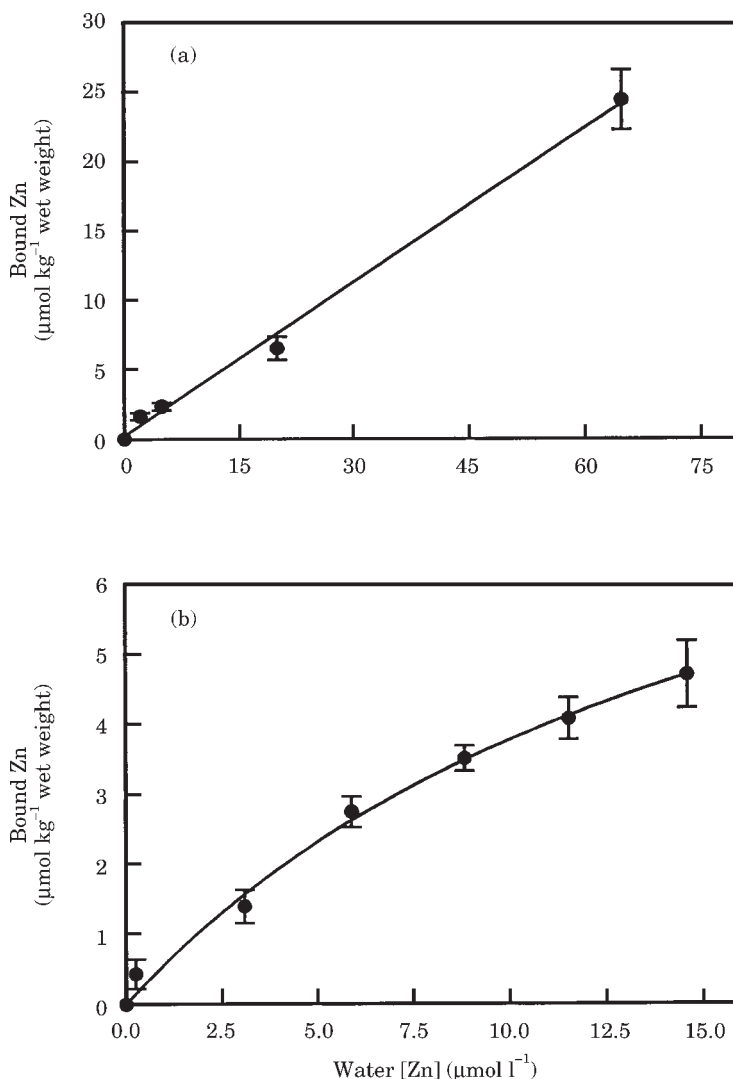 (a)
30
25
20
15
10
5
0
Bound Zn
(μmol kg⁻¹ wet weight)
0 15 30 45 60 75
(b)
6
5
4
3
2
1
0
Bound Zn
(μmol kg⁻¹ wet weight)
0.0 2.5 5.0 7.5 10.0 12.5 15.0
Water [Zn] (μmol l⁻¹)